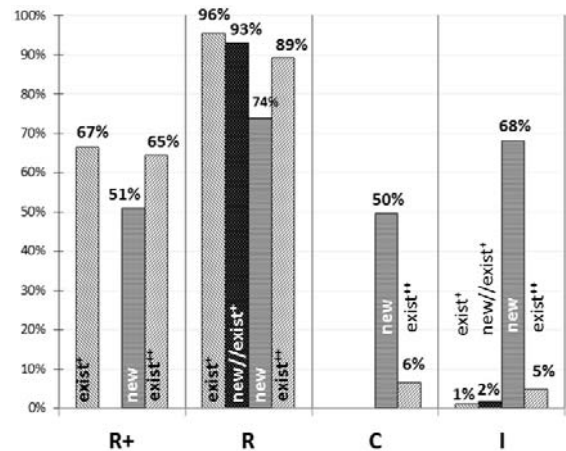 100%
90%
80%
70%
60%
50%
40%
30%
20%
10%
0%
67%
51%
65%
exist⁺
new
exist⁺⁺
R+
96%
93%
74%
89%
exist⁺
new//exist⁺
new
exist⁺⁺
R
50%
6%
new
exist⁺⁺
C
1%
2%
68%
5%
exist⁺
new//exist⁺
new
exist⁺⁺
I